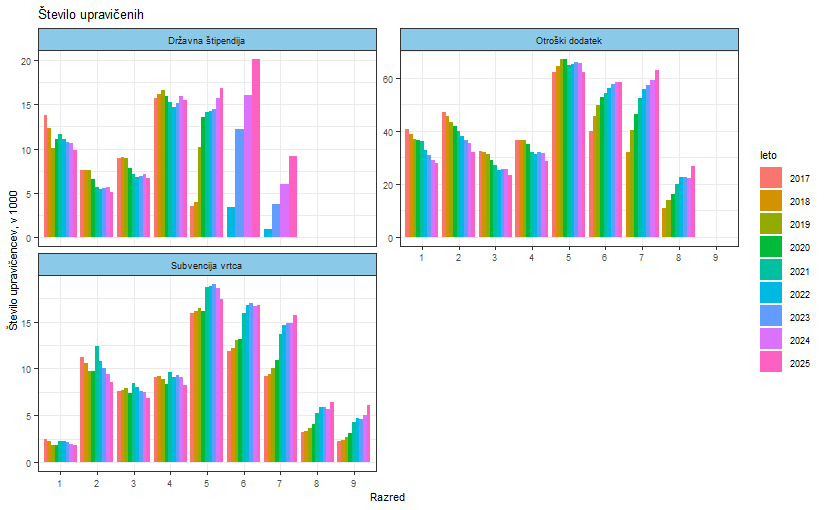 Število upravičenih
Državna štipendija
Otroški dodatek
20
15
10
5
0
60
40
20
0
1 2 3 4 5 6 7 8 9
Subvencija vrtca
15
10
5
0
1 2 3 4 5 6 7 8 9
Število upravičencev, v 1000
Razred
leto
2017
2018
2019
2020
2021
2022
2023
2024
2025